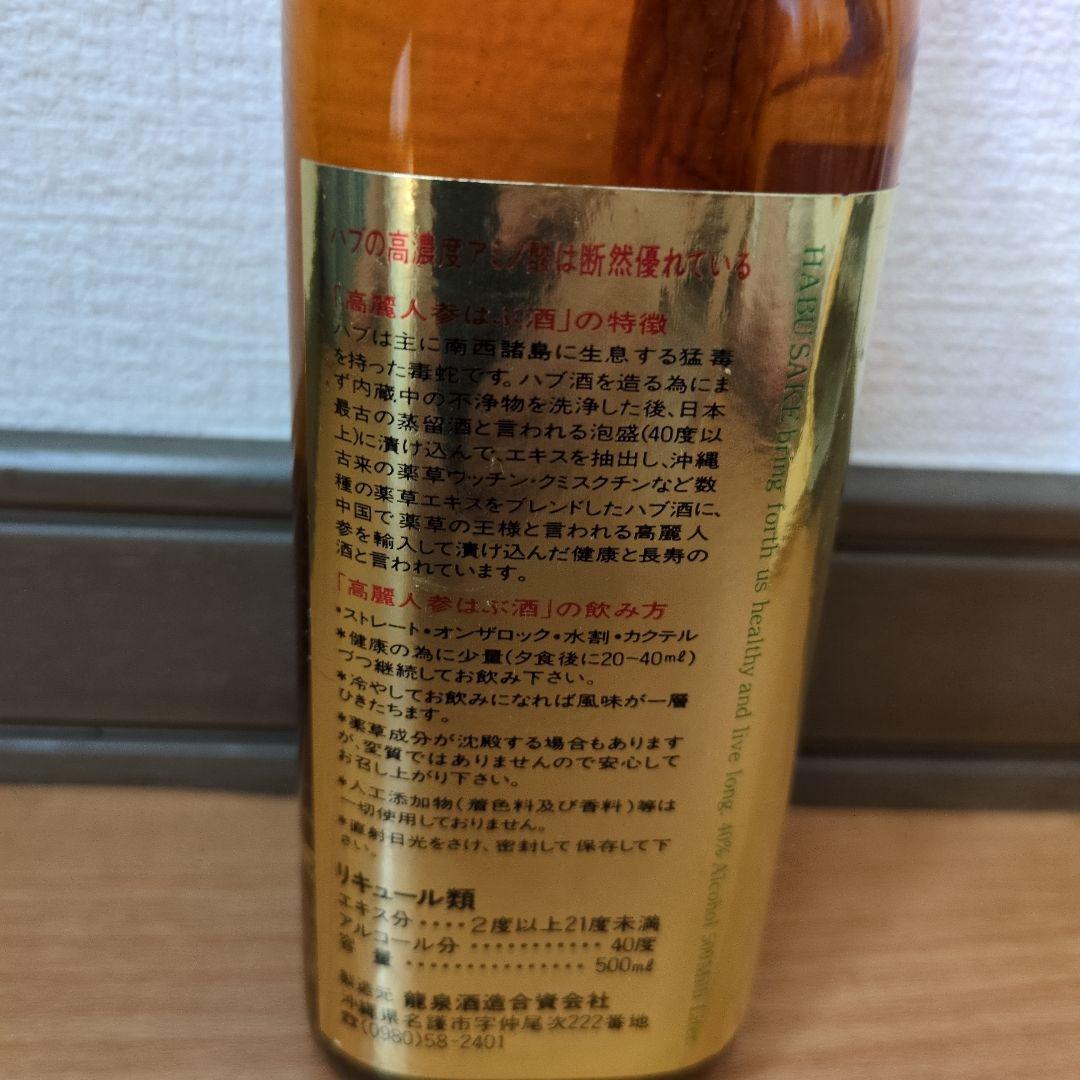 ハブの高濃度アミノ酸は断然優れている
「高麗人参はぶ酒」の特徴
ハブは主に南西諸島に生息する猛毒
を持った毒蛇です。ハブ酒を造る為にま
ず内蔵中の不浄物を洗浄した後、日本
最古の蒸留酒と言われる泡盛(40度以
上)に漬け込んで、エキスを抽出し、沖縄
古来の薬草ウッチン・クミスクチンなど数
種の薬草エキスをブレンドしたハブ酒に、
中国で薬草の王様と言われる高麗人
参を輸入して漬け込んだ健康と長寿の
酒と言われています。
「高麗人参はぶ酒」の飲み方
・ストレート・オンザロック・水割・カクテル
*健康の為に少量(夕食後に20~40㎖)
づつ継続してお飲み下さい。
*冷やしてお飲みになれば風味が一層
ひきたちます。
*薬草成分が沈殿する場合もあります
が、変質ではありませんので安心して
お召し上がり下さい。
*人工添加物(着色料及び香料)等は
一切使用しておりません。
*直射日光をさけ、密封して保存して下
さい。
リキュール類
エキス分・・・・2度以上21度未満
アルコール分・・・・・・・・・・・40度
容量・・・・・・・・・・・・・・・500㎖
製造元 龍泉酒造合資会社
沖縄県名護市字仲尾次222番地
☎(0980)58-2401
HABU SAKE bring forth us healthy and live long. 40% Alcohol